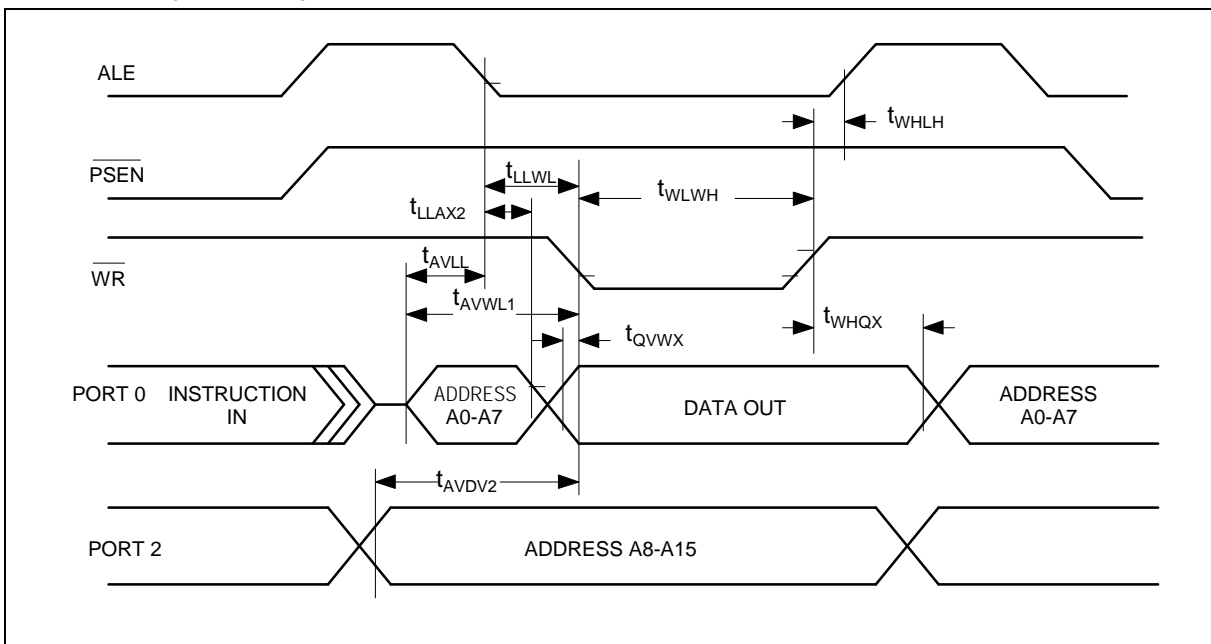 ALE
tWHLH
PSEN
tLLWL
tWLWH
tLLAX2
WR
tAVLL
tAVWL1
tWHQX
tQVWX
PORT 0
INSTRUCTION
IN
ADDRESS
A0-A7
DATA OUT
ADDRESS
A0-A7
tAVDV2
PORT 2
ADDRESS A8-A15